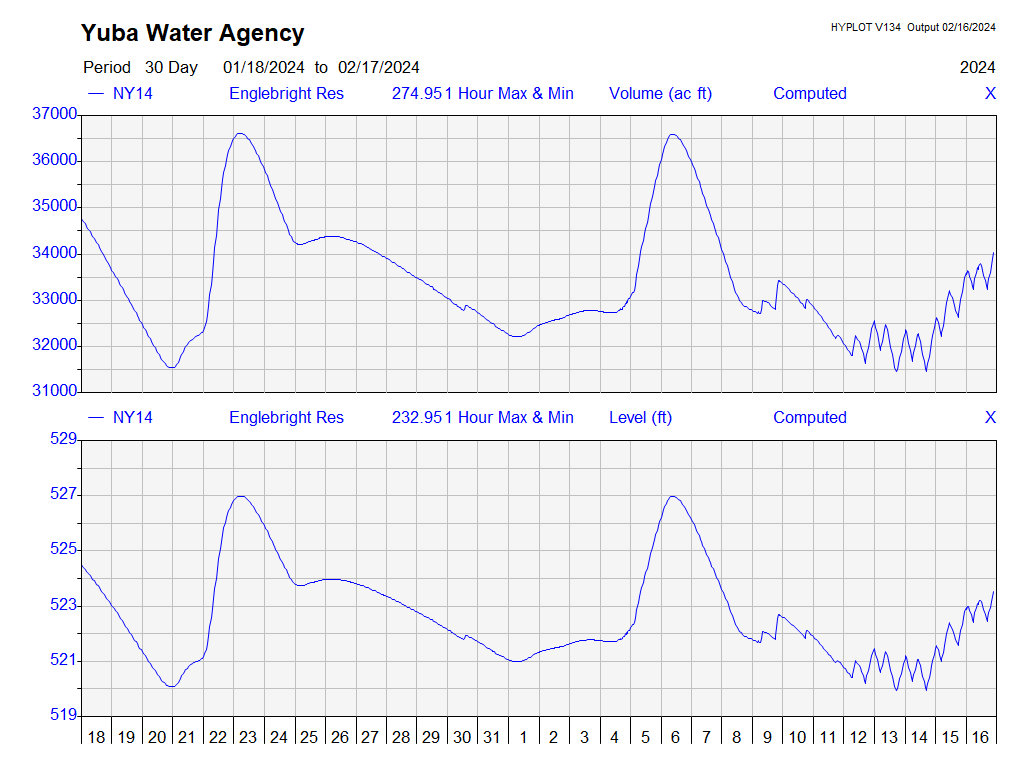 Yuba Water Agency
HYPLOT V134 Output 02/16/2024
Period 30 Day 01/18/2024 to 02/17/2024
2024
NY14 Englebright Res 274.951 Hour Max & Min Volume (ac ft) Computed X
37000
36000
35000
34000
33000
32000
31000
NY14 Englebright Res 232.951 Hour Max & Min Level (ft) Computed X
529
527
525
523
521
519
18 19 20 21 22 23 24 25 26 27 28 29 30 31 1 2 3 4 5 6 7 8 9 10 11 12 13 14 15 16